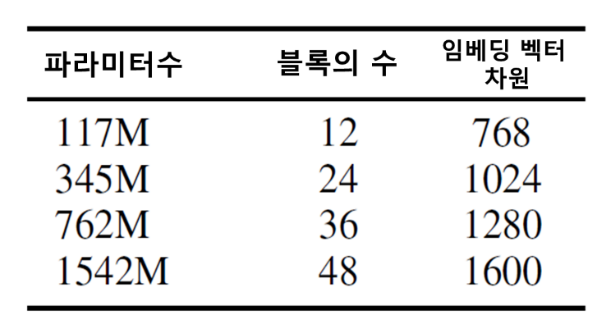 파라미터수 블록의 수 임베딩 벡터
차원
117M 12 768
345M 24 1024
762M 36 1280
1542M 48 1600